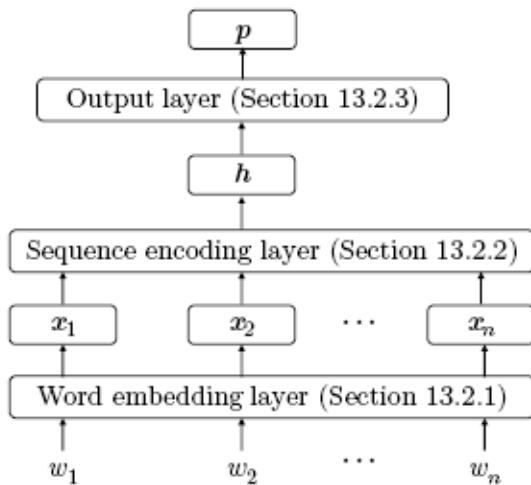 p
Output layer (Section 13.2.3)
h
Sequence encoding layer (Section 13.2.2)
x₁ x₂ ··· xₙ
Word embedding layer (Section 13.2.1)
w₁ w₂ ··· wₙ